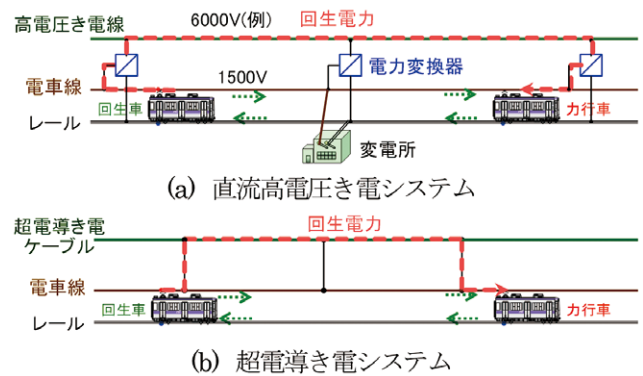 高電圧き電線
6000V(例)
回生電力
電力変換器
電車線
1500V
回生車
力行車
レール
変電所
(a) 直流高電圧き電システム
超電導き電
ケーブル
回生電力
電車線
回生車
力行車
レール
(b) 超電導き電システム